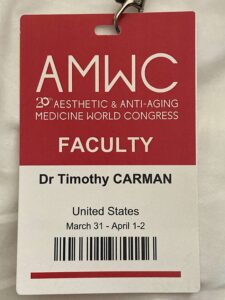 AMWC
20TH AESTHETIC & ANTI-AGING
MEDICINE WORLD CONGRESS
FACULTY
Dr Timothy CARMAN
United States
March 31 - April 1-2